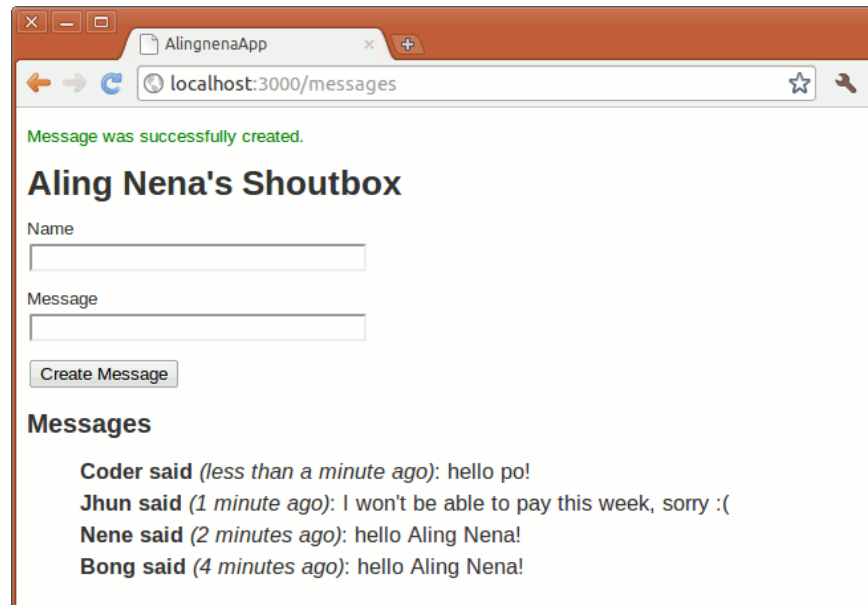 AlingnenaApp
localhost:3000/messages
Message was successfully created.
Aling Nena's Shoutbox
Name
Message
Create Message
Messages
Coder said (less than a minute ago): hello po!
Jhun said (1 minute ago): I won't be able to pay this week, sorry :(
Nene said (2 minutes ago): hello Aling Nena!
Bong said (4 minutes ago): hello Aling Nena!